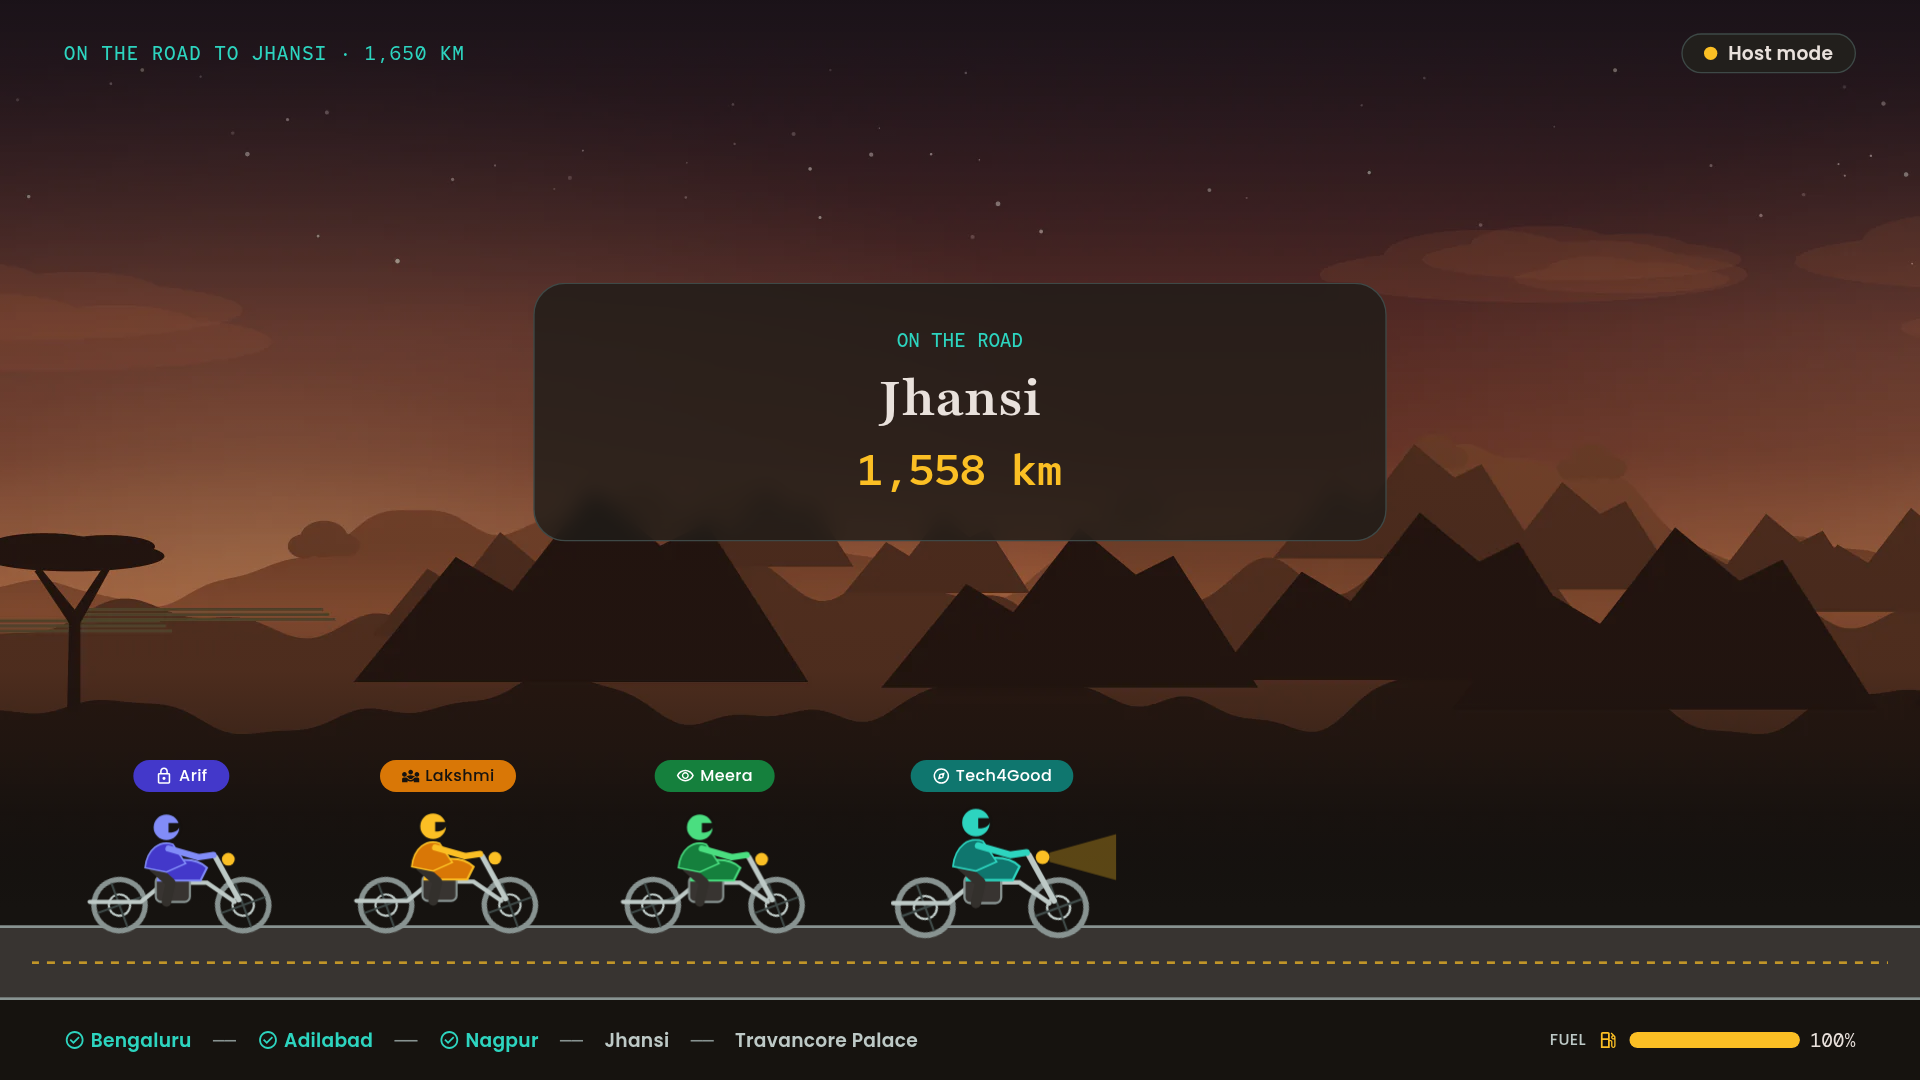 ON THE ROAD TO JHANSI · 1,650 KM
Host mode
ON THE ROAD
Jhansi
1,558 km
Arif
Lakshmi
Meera
Tech4Good
Bengaluru — Adilabad — Nagpur — Jhansi — Travancore Palace
FUEL 100%